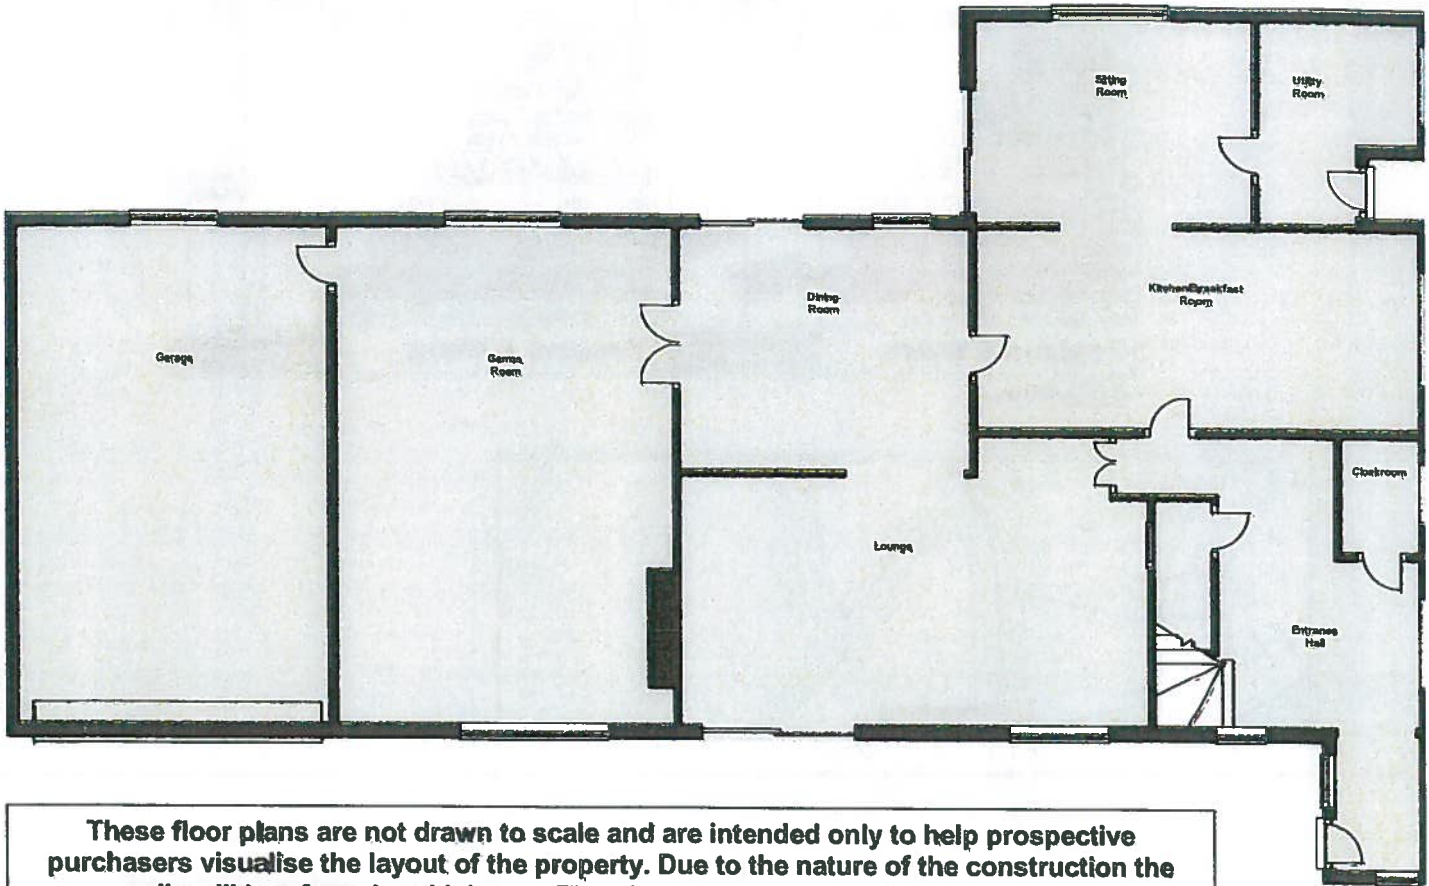 Sitting
Room
Utility
Room
Kitchen/Breakfast
Room
Dining
Room
Garage
Games
Room
Cloakroom
Lounge
Entrance
Hall
These floor plans are not drawn to scale and are intended only to help prospective
purchasers visualise the layout of the property. Due to the nature of the construction the